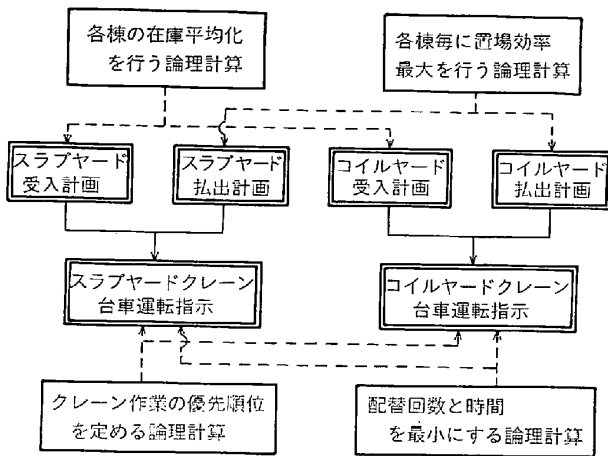 各棟の在庫平均化
を行う論理計算
各棟毎に置場効率
最大を行う論理計算
スラブヤード
受入計画
スラブヤード
払出計画
コイルヤード
受入計画
コイルヤード
払出計画
スラブヤードクレーン
台車運転指示
コイルヤードクレーン
台車運転指示
クレーン作業の優先順位
を定める論理計算
配替回数と時間
を最小にする論理計算